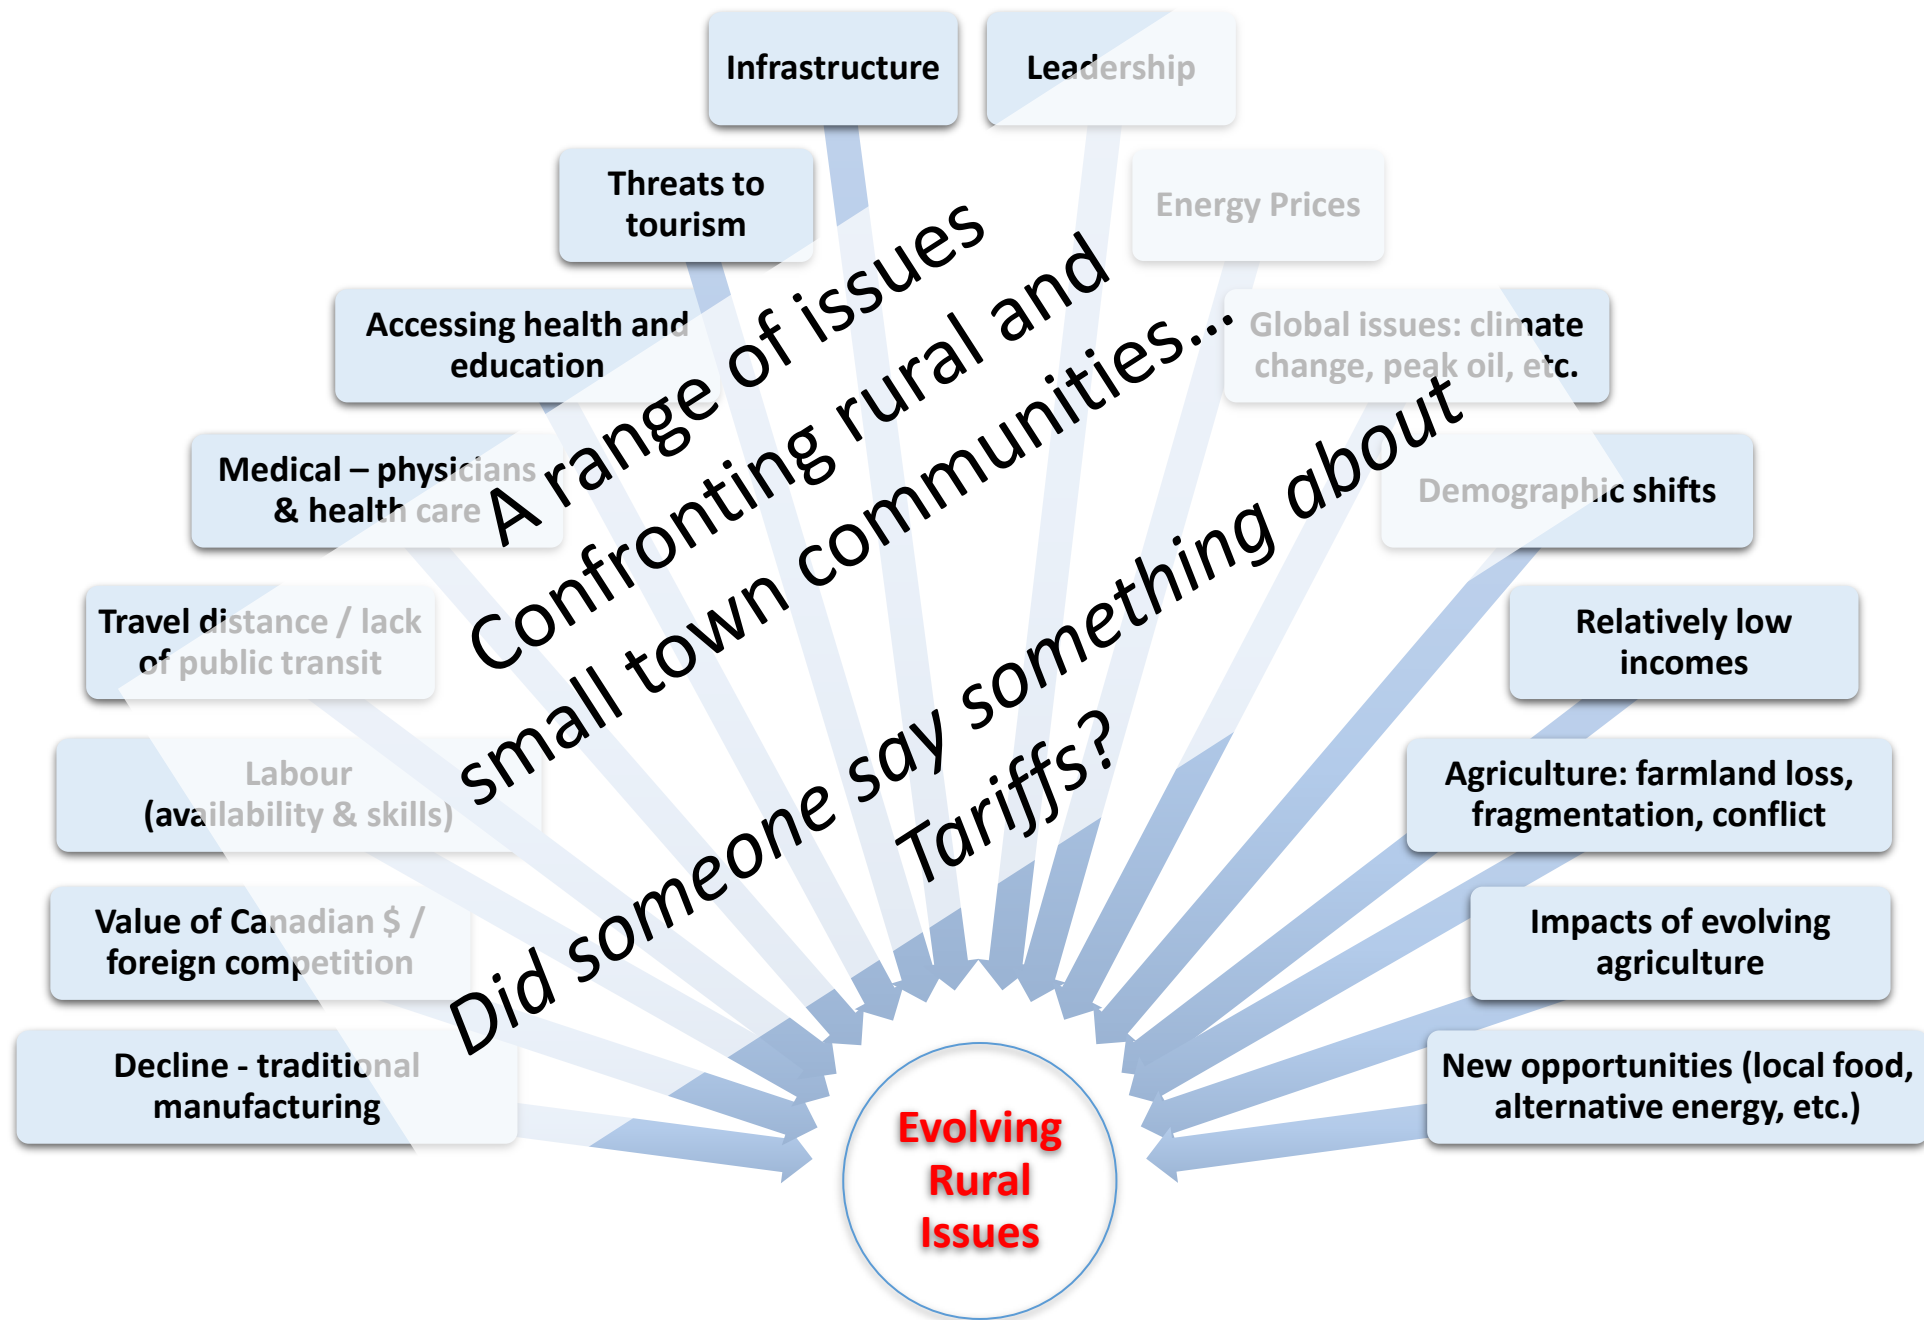 Infrastructure
Leadership
Threats to
tourism
Energy Prices
Accessing health and
education
Global issues: climate
change, peak oil, etc.
Medical – physicians
& health care
Demographic shifts
Travel distance / lack
of public transit
Relatively low
incomes
Labour
(availability & skills)
Agriculture: farmland loss,
fragmentation, conflict
Value of Canadian $ /
foreign competition
Impacts of evolving
agriculture
Decline - traditional
manufacturing
New opportunities (local food,
alternative energy, etc.)
A range of issues
Confronting rural and
small town communities...
Did someone say something about
Tariffs?
Evolving
Rural
Issues